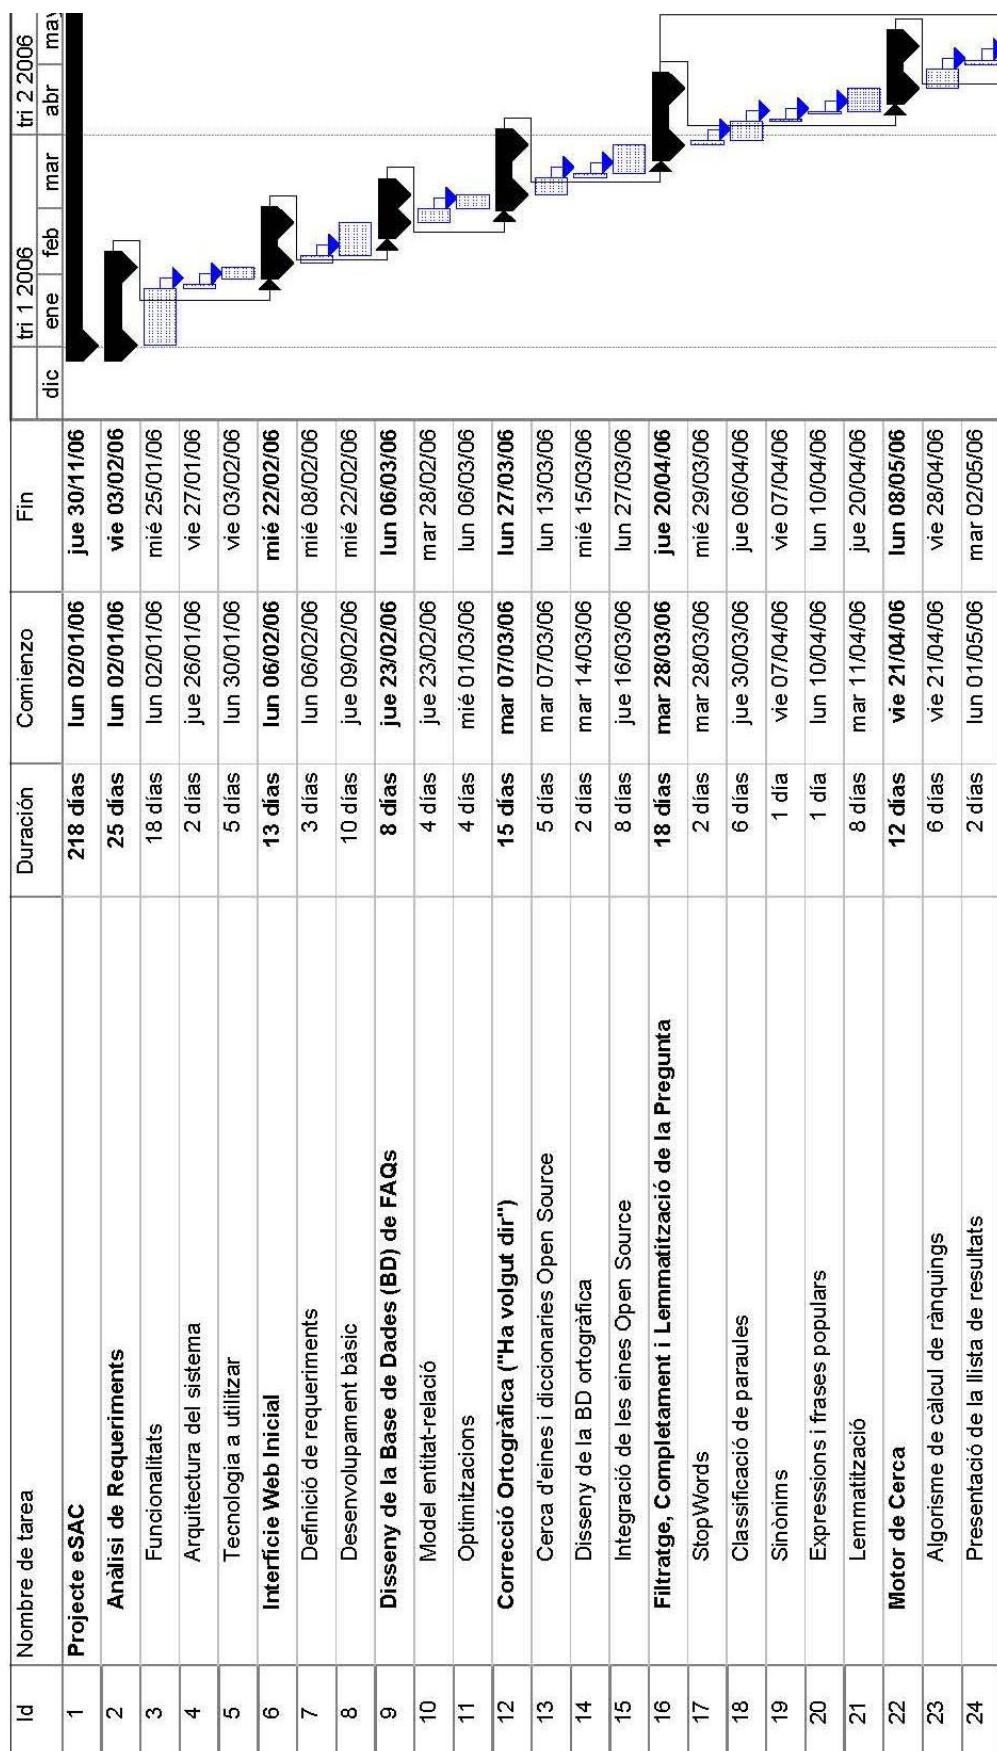 Id Nombre de tarea Duración Comienzo Fin tri 1 2006 tri 2 2006
dic ene feb mar abr may
1 Projecte eSAC 218 días lun 02/01/06 jue 30/11/06
2 Anàlisi de Requeriments 25 días lun 02/01/06 vie 03/02/06
3 Funcionalitats 18 días lun 02/01/06 mié 25/01/06
4 Arquitectura del sistema 2 días jue 26/01/06 vie 27/01/06
5 Tecnologia a utilitzar 5 días lun 30/01/06 vie 03/02/06
6 Interfície Web Inicial 13 días lun 06/02/06 mié 22/02/06
7 Definició de requeriments 3 días lun 06/02/06 mié 08/02/06
8 Desenvolupament bàsic 10 días jue 09/02/06 mié 22/02/06
9 Disseny de la Base de Dades (BD) de FAQs 8 días jue 23/02/06 lun 06/03/06
10 Model entitat-relació 4 días jue 23/02/06 mar 28/02/06
11 Optimitzacions 4 días mié 01/03/06 lun 06/03/06
12 Correcció Ortogràfica ("Ha volgut dir") 15 días mar 07/03/06 lun 27/03/06
13 Cerca d'eines i diccionaries Open Source 5 días mar 07/03/06 lun 13/03/06
14 Disseny de la BD ortogràfica 2 días mar 14/03/06 mié 15/03/06
15 Integració de les eines Open Source 8 días jue 16/03/06 lun 27/03/06
16 Filtratge, Completament i Lemmatització de la Pregunta 18 días mar 28/03/06 jue 20/04/06
17 StopWords 2 días mar 28/03/06 mié 29/03/06
18 Classificació de paraules 6 días jue 30/03/06 jue 06/04/06
19 Sinònims 1 día vie 07/04/06 vie 07/04/06
20 Expressions i frases populars 1 día lun 10/04/06 lun 10/04/06
21 Lemmatització 8 días mar 11/04/06 jue 20/04/06
22 Motor de Cerca 12 días vie 21/04/06 lun 08/05/06
23 Algorisme de càlcul de rànquings 6 días vie 21/04/06 vie 28/04/06
24 Presentació de la llista de resultats 2 días lun 01/05/06 mar 02/05/06